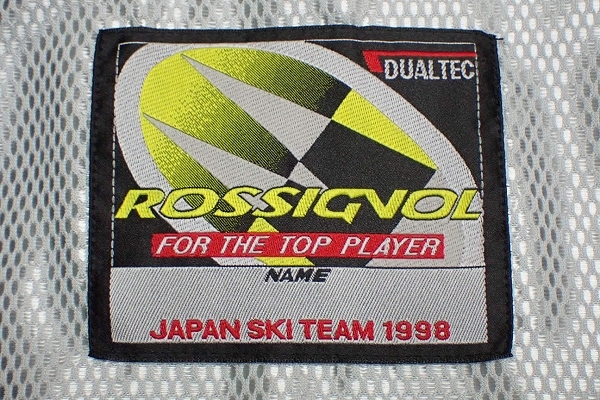 DUALTEC
ROSSIGNOL
FOR THE TOP PLAYER
NAME
JAPAN SKI TEAM 1998